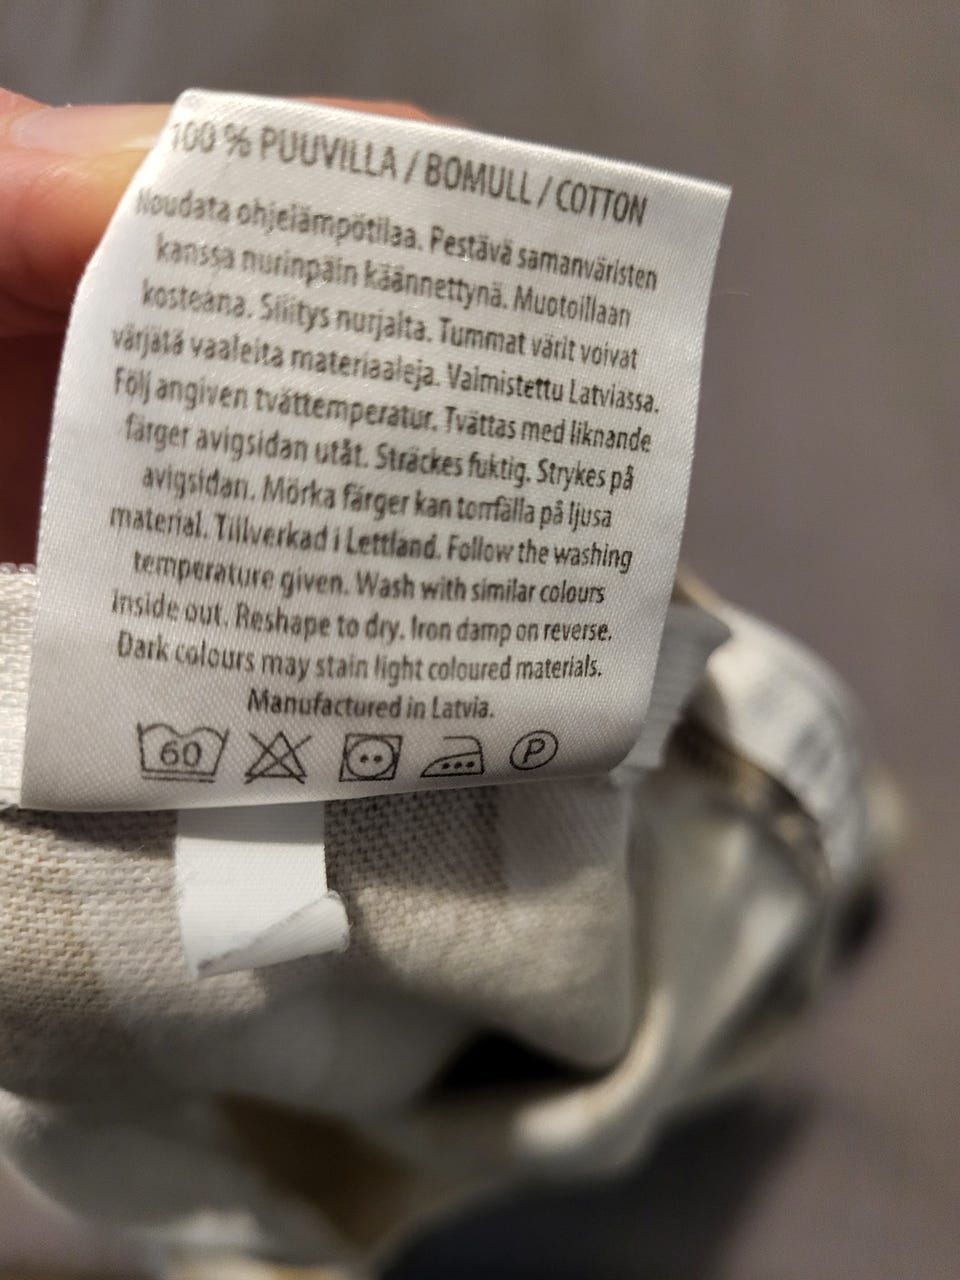 100 % PUUVILLA / BOMULL / COTTON
Noudata ohjelämpötilaa. Pestävä samanväristen
kanssa nurinpäin käännettynä. Muotoillaan
kosteana. Silitys nurjalta. Tummat värit voivat
värjätä vaaleita materiaaleja. Valmistettu Latviassa.
Följ angiven tvättemperatur. Tvättas med liknande
färger avigsidan utåt. Sträckes fuktig. Strykes på
avigsidan. Mörka färger kan torrfälla på ljusa
material. Tillverkad i Lettland. Follow the washing
temperature given. Wash with similar colours
inside out. Reshape to dry. Iron damp on reverse.
Dark colours may stain light coloured materials.
Manufactured in Latvia.
60 P